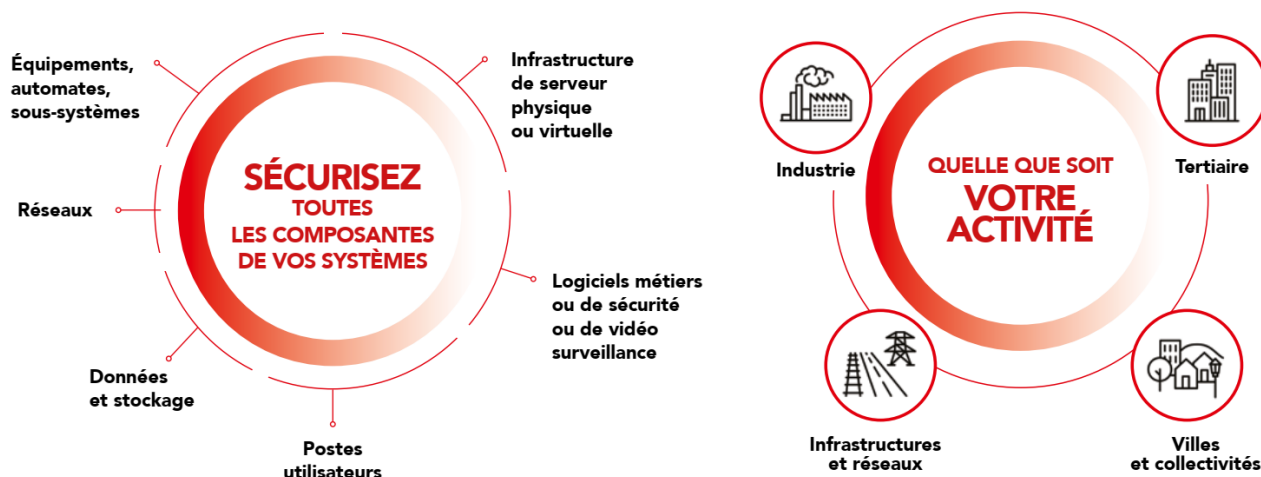 Équipements,
automates,
sous-systèmes
Infrastructure
de serveur
physique
ou virtuelle
SÉCURISEZ
TOUTES
LES COMPOSANTES
DE VOS SYSTÈMES
Réseaux
Logiciels métiers
ou de sécurité
ou de vidéo
surveillance
Données
et stockage
Postes
utilisateurs
Industrie
Tertiaire
QUELLE QUE SOIT
VOTRE
ACTIVITÉ
Infrastructures
et réseaux
Villes
et collectivités